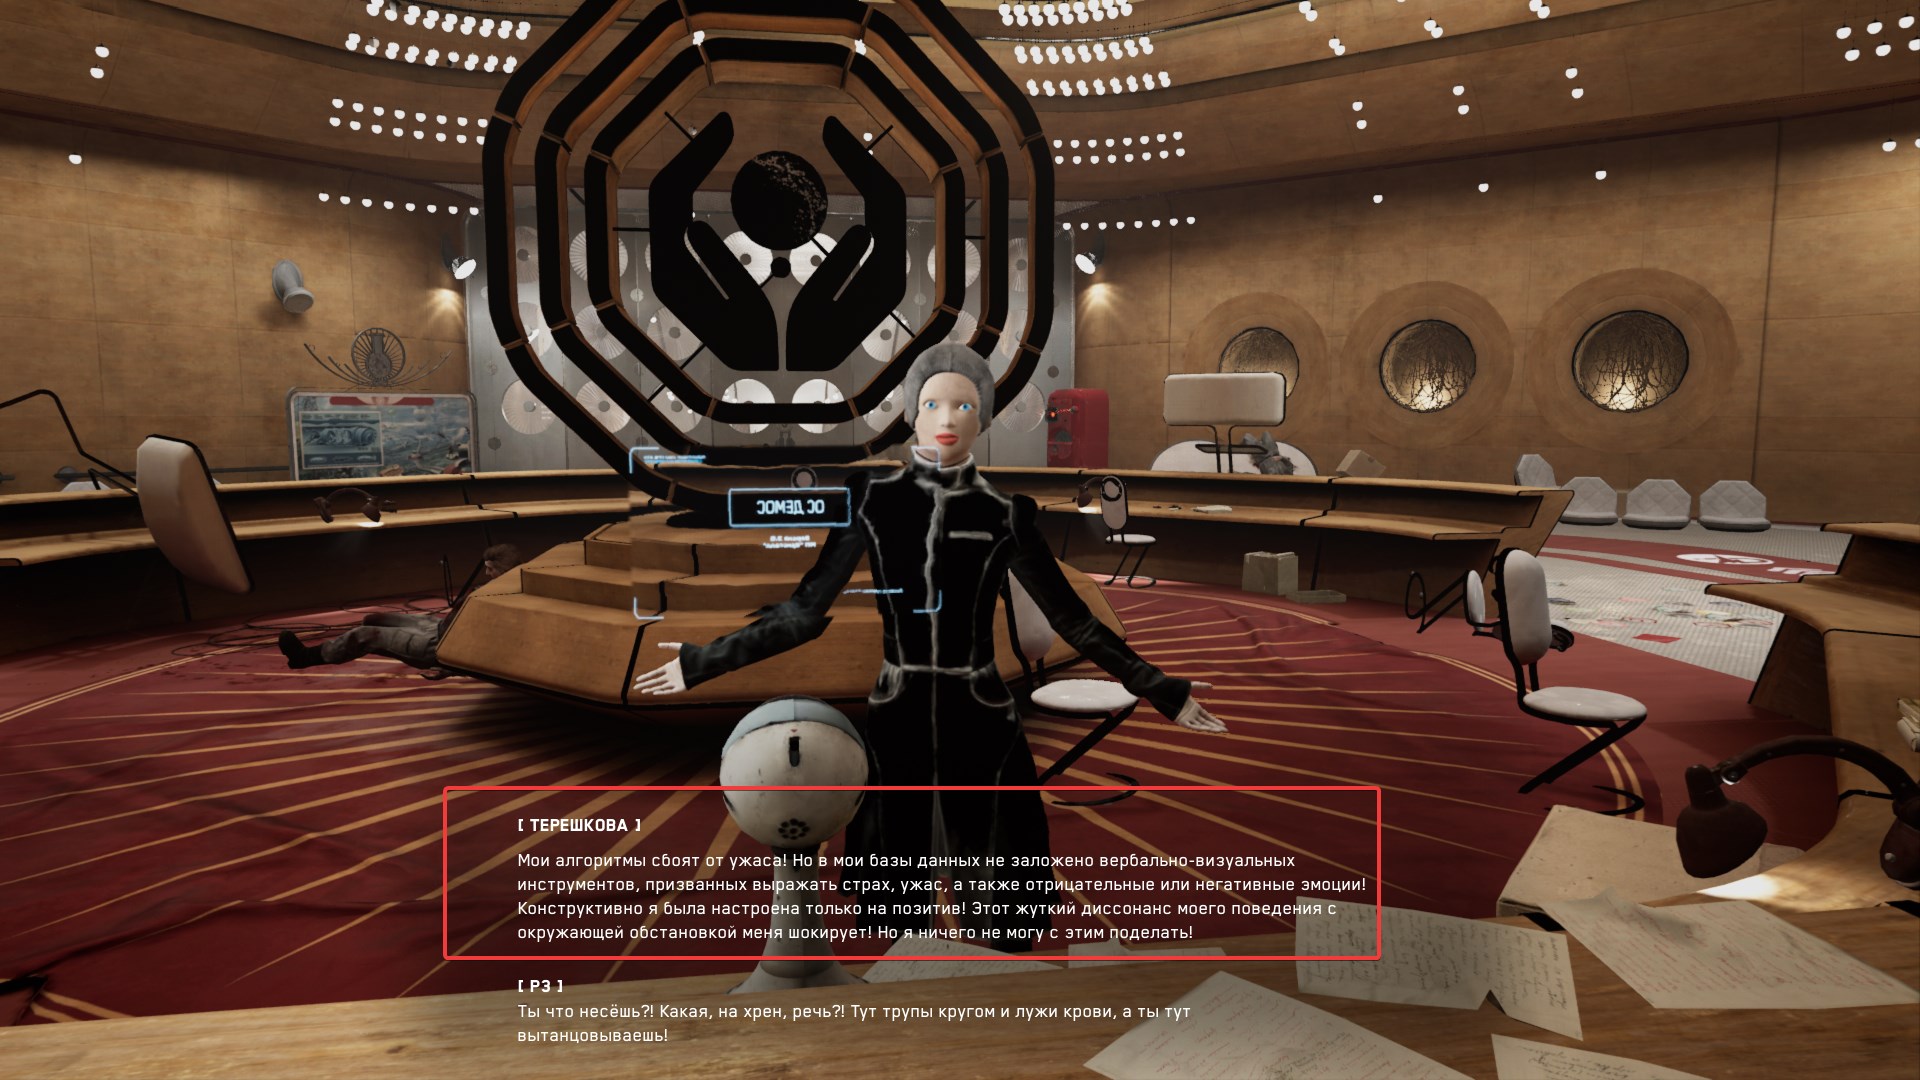 ОС ДЕМОС
[ ТЕРЕШКОВА ]
Мои алгоритмы сбоят от ужаса! Но в мои базы данных не заложено вербально-визуальных
инструментов, призванных выражать страх, ужас, а также отрицательные или негативные эмоции!
Конструктивно я была настроена только на позитив! Этот жуткий диссонанс моего поведения с
окружающей обстановкой меня шокирует! Но я ничего не могу с этим поделать!
[ Р3 ]
Ты что несёшь?! Какая, на хрен, речь?! Тут трупы кругом и лужи крови, а ты тут
вытанцовываешь!